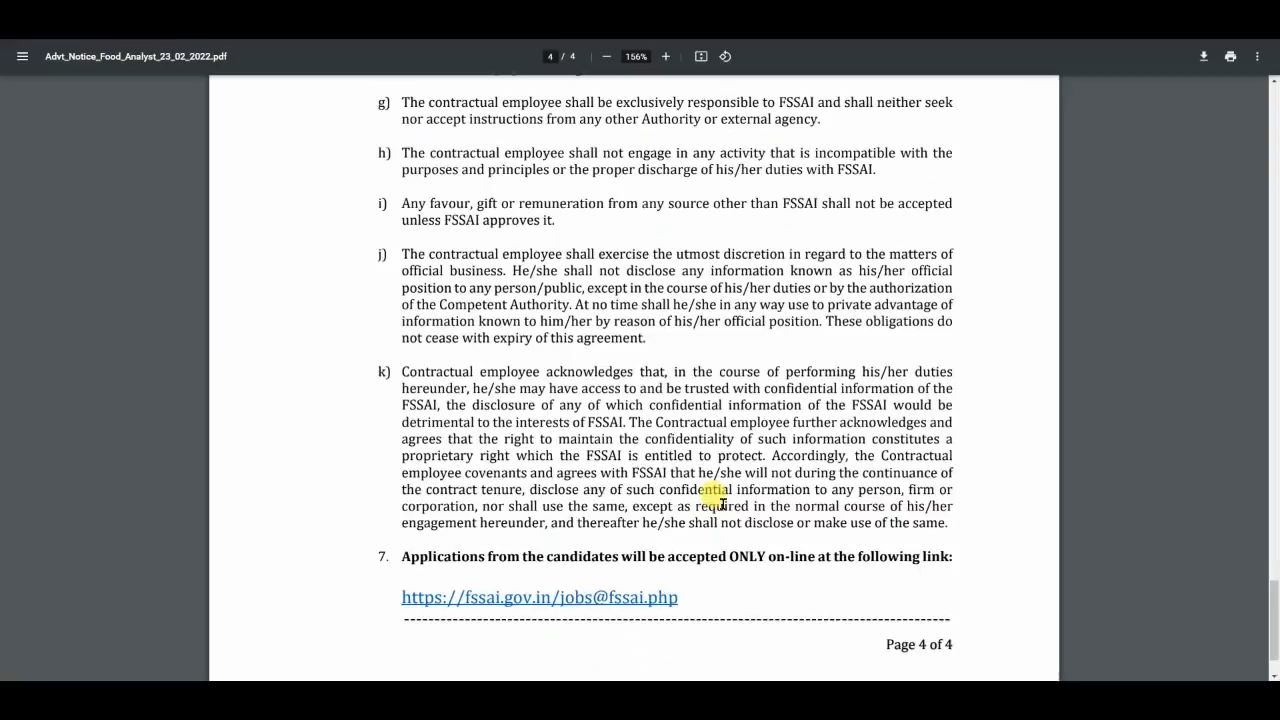 Advt_Notice_Food_Analyst_23_02_2022.pdf
4 / 4
156%
g) The contractual employee shall be exclusively responsible to FSSAI and shall neither seek
nor accept instructions from any other Authority or external agency.
h) The contractual employee shall not engage in any activity that is incompatible with the
purposes and principles or the proper discharge of his/her duties with FSSAI.
i) Any favour, gift or remuneration from any source other than FSSAI shall not be accepted
unless FSSAI approves it.
j) The contractual employee shall exercise the utmost discretion in regard to the matters of
official business. He/she shall not disclose any information known as his/her official
position to any person/public, except in the course of his/her duties or by the authorization
of the Competent Authority. At no time shall he/she in any way use to private advantage of
information known to him/her by reason of his/her official position. These obligations do
not cease with expiry of this agreement.
k) Contractual employee acknowledges that, in the course of performing his/her duties
hereunder, he/she may have access to and be trusted with confidential information of the
FSSAI, the disclosure of any of which confidential information of the FSSAI would be
detrimental to the interests of FSSAI. The Contractual employee further acknowledges and
agrees that the right to maintain the confidentiality of such information constitutes a
proprietary right which the FSSAI is entitled to protect. Accordingly, the Contractual
employee covenants and agrees with FSSAI that he/she will not during the continuance of
the contract tenure, disclose any of such confidential information to any person, firm or
corporation, nor shall use the same, except as required in the normal course of his/her
engagement hereunder, and thereafter he/she shall not disclose or make use of the same.
7. Applications from the candidates will be accepted ONLY on-line at the following link:
https://fssai.gov.in/jobs@fssai.php
Page 4 of 4